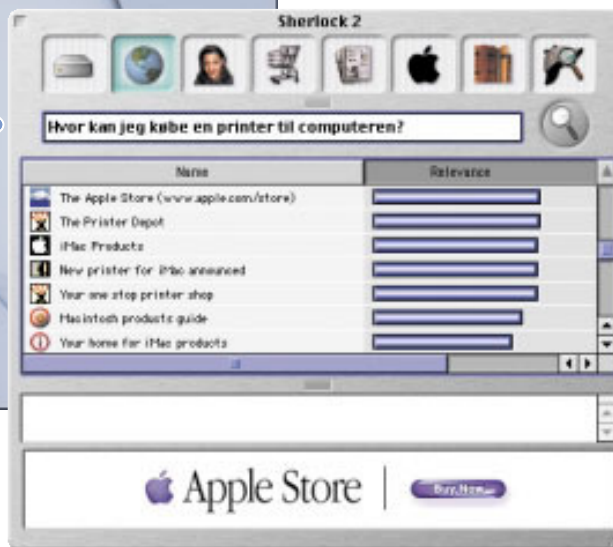 Sherlock 2
Hvor kan jeg købe en printer til computeren?
Name Relevance
The Apple Store (www.apple.com/store)
The Printer Depot
iMac Products
New printer for iMac announced
Your one stop printer shop
Macintosh products guide
Your home for iMac products
Apple Store Buy Now